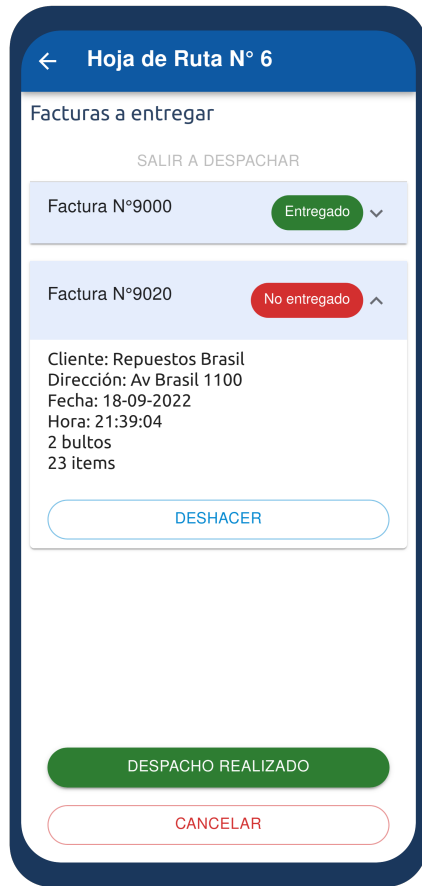 Hoja de Ruta N° 6
Facturas a entregar
SALIR A DESPACHAR
Factura N°9000
Entregado
Factura N°9020
No entregado
Cliente: Repuestos Brasil
Dirección: Av Brasil 1100
Fecha: 18-09-2022
Hora: 21:39:04
2 bultos
23 items
DESHACER
DESPACHO REALIZADO
CANCELAR